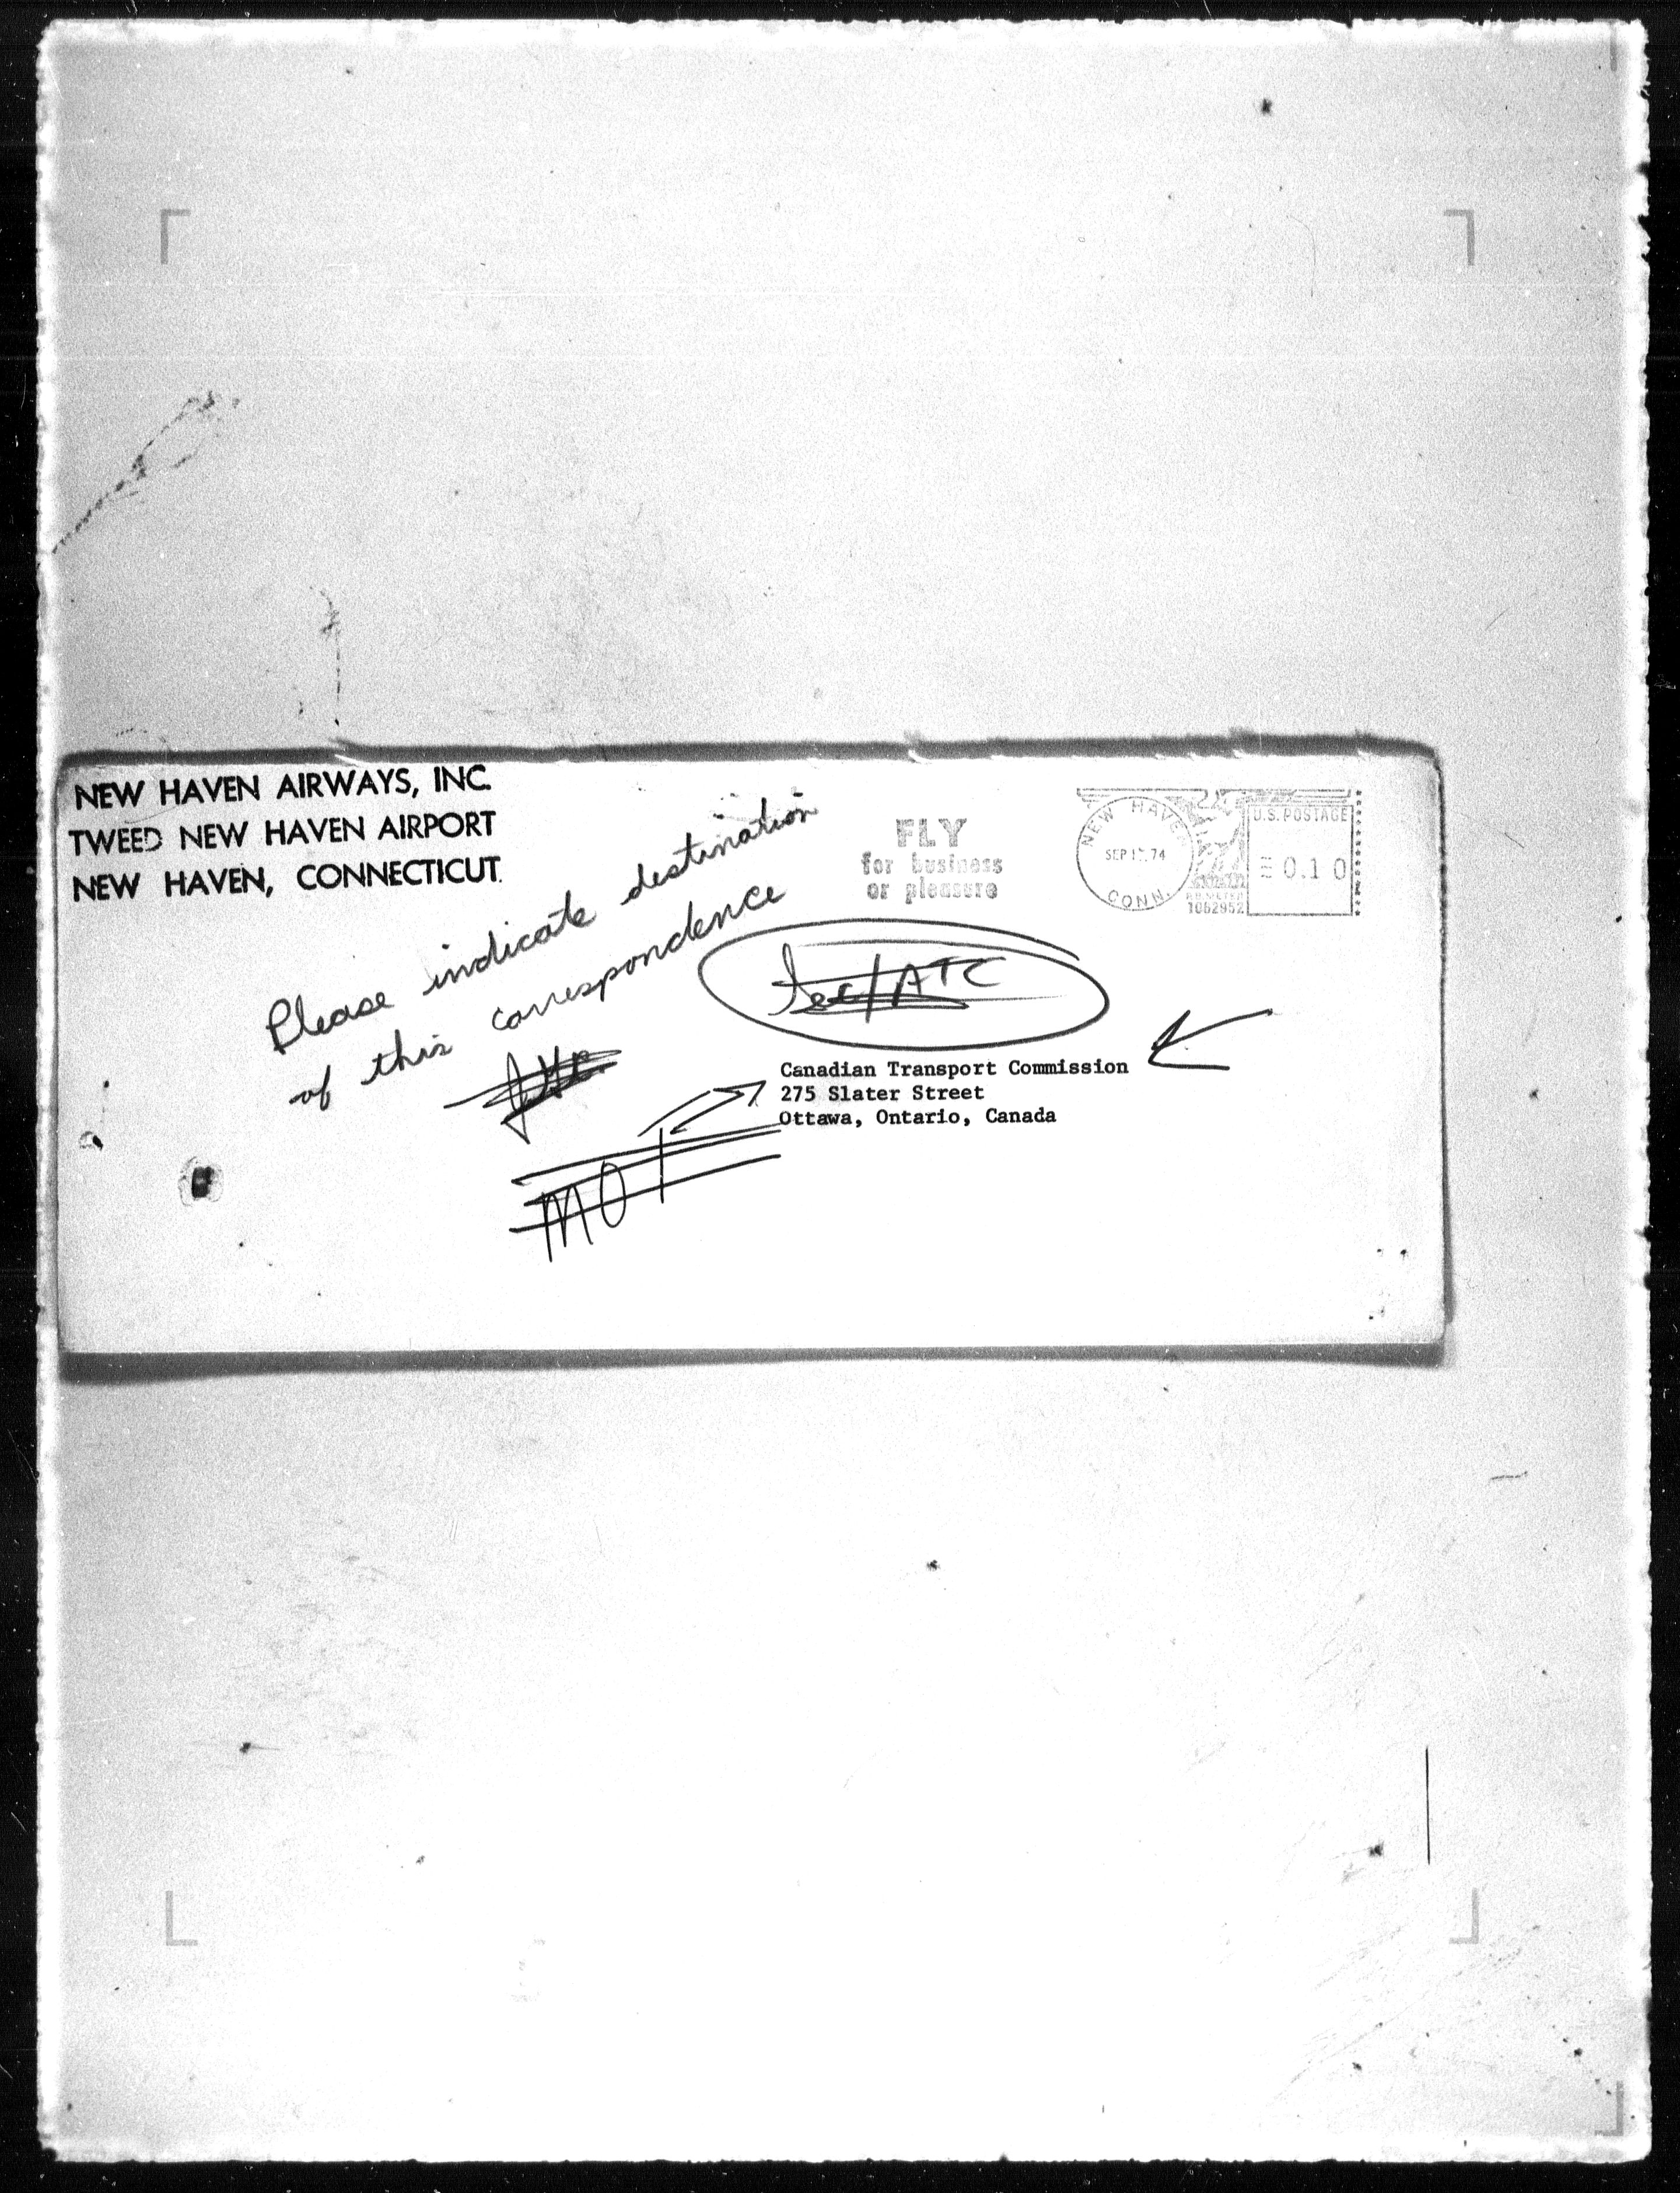 NEW HAVEN AIRWAYS, INC.
TWEED NEW HAVEN AIRPORT
NEW HAVEN, CONNECTICUT.
Please indicate destination
of this correspondence
FLY
for business
or pleasure
NEW HAVEN
SEP 74
CONN.
U.S. POSTAGE
0.10
1062952
Sec/ATC
Canadian Transport Commission
275 Slater Street
Ottawa, Ontario, Canada
MOT